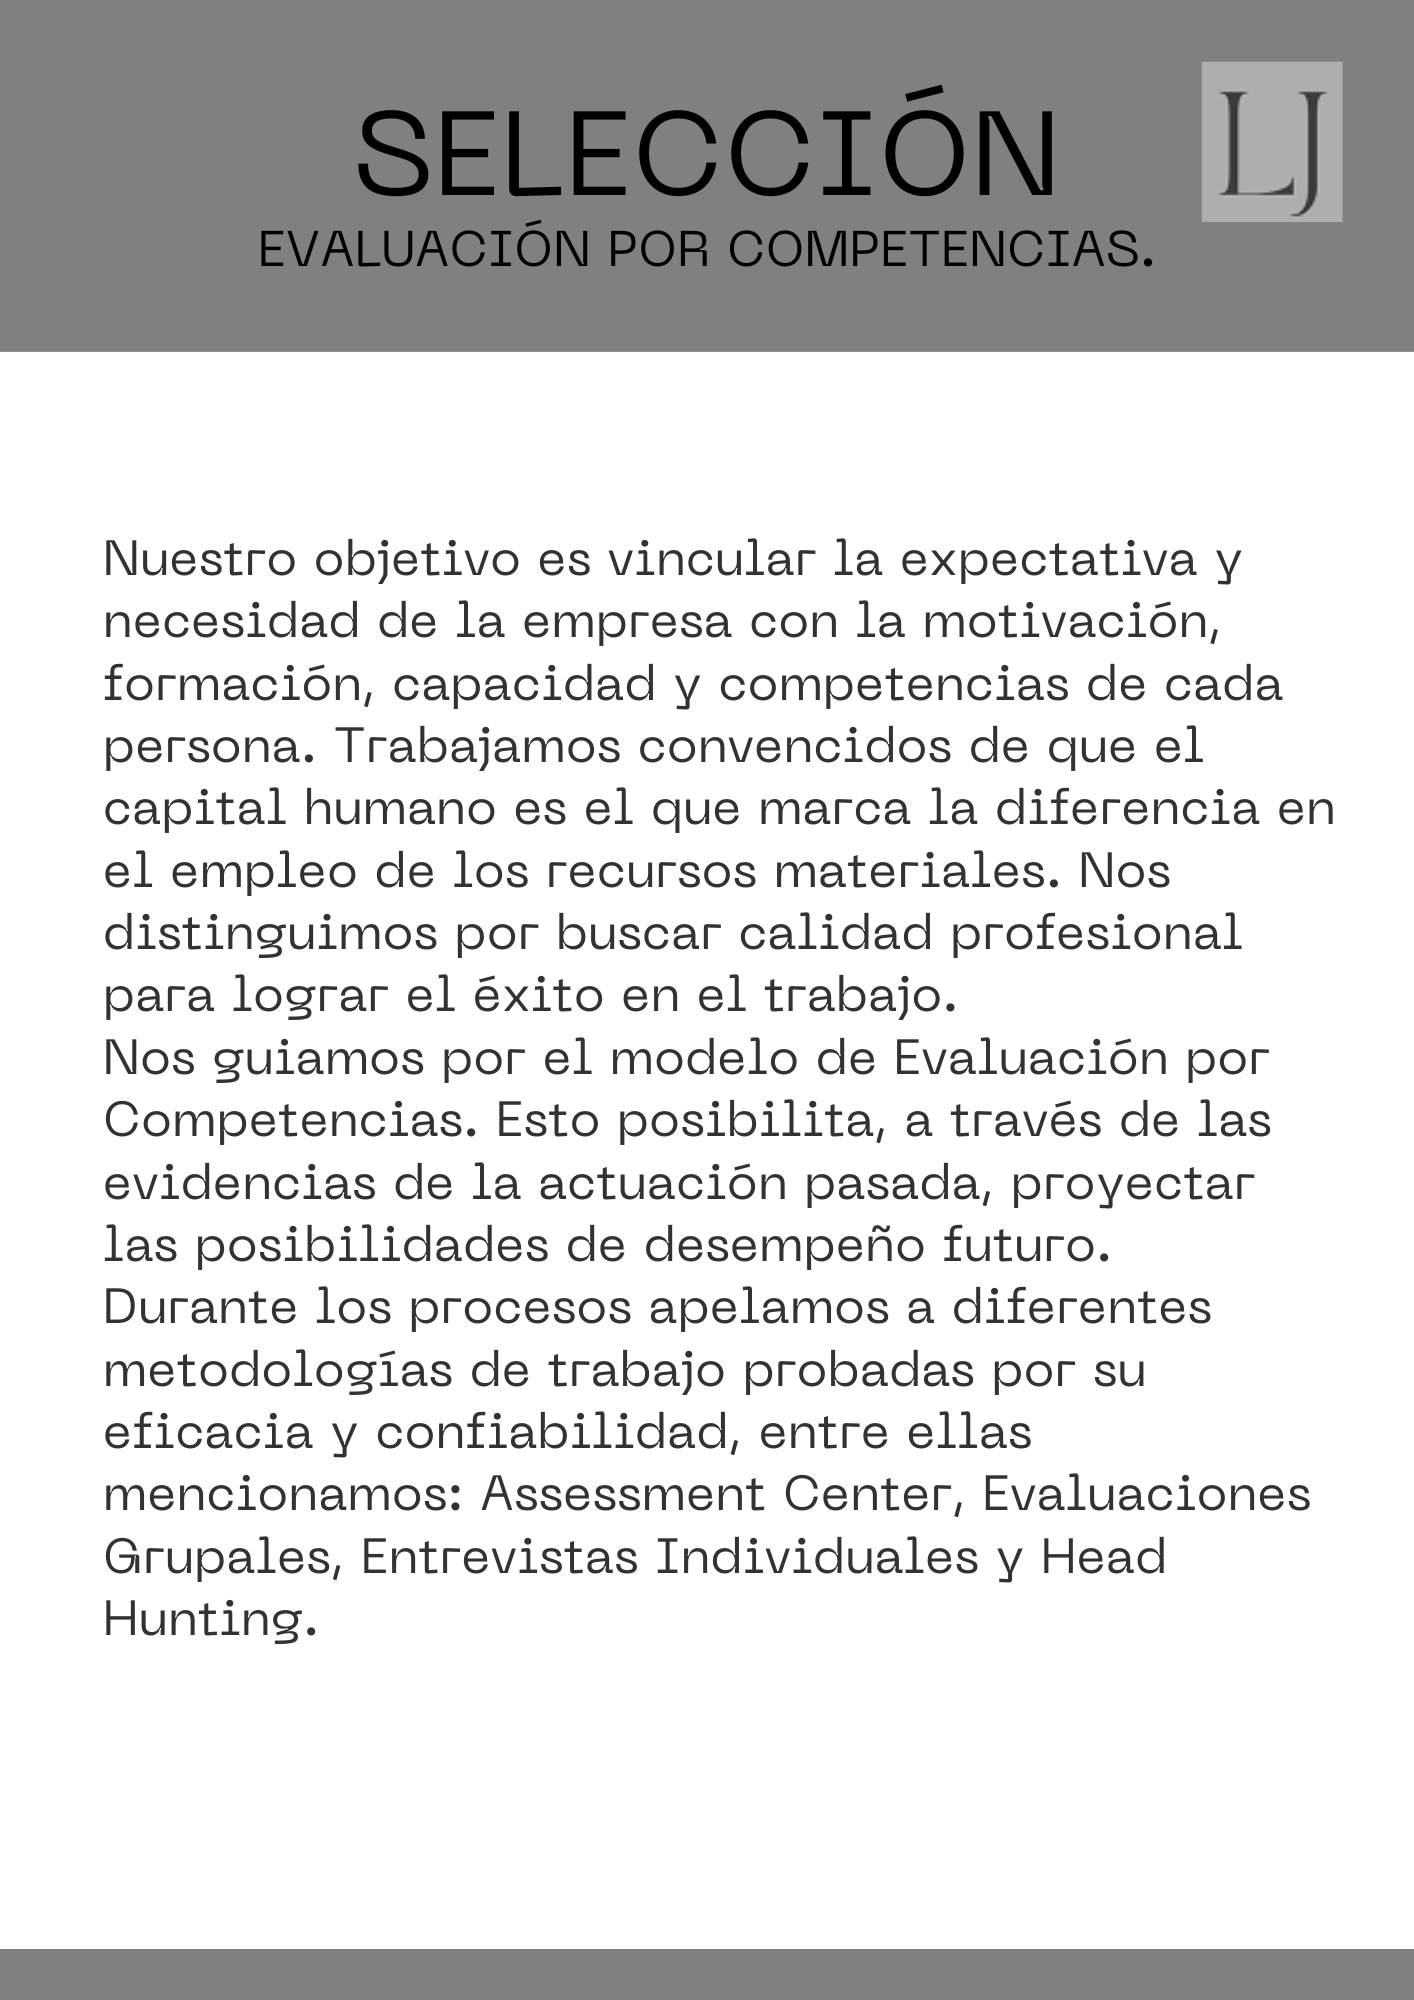 SELECCIÓN
LJ
EVALUACIÓN POR COMPETENCIAS.
Nuestro objetivo es vincular la expectativa y
necesidad de la empresa con la motivación,
formación, capacidad y competencias de cada
persona. Trabajamos convencidos de que el
capital humano es el que marca la diferencia en
el empleo de los recursos materiales. Nos
distinguimos por buscar calidad profesional
para lograr el éxito en el trabajo.
Nos guiamos por el modelo de Evaluación por
Competencias. Esto posibilita, a través de las
evidencias de la actuación pasada, proyectar
las posibilidades de desempeño futuro.
Durante los procesos apelamos a diferentes
metodologías de trabajo probadas por su
eficacia y confiabilidad, entre ellas
mencionamos: Assessment Center, Evaluaciones
Grupales, Entrevistas Individuales y Head
Hunting.